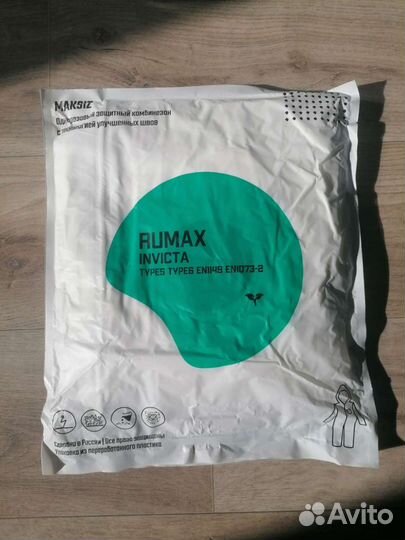 MAKSIZ
Одноразовый защитный комбинезон
с технологией улучшенных швов
RUMAX
INVICTA
TYPE5 TYPE6 EN1149 EN1073-2
Сделано в России | Все права защищены
Упаковка из переработанного пластика
Avito